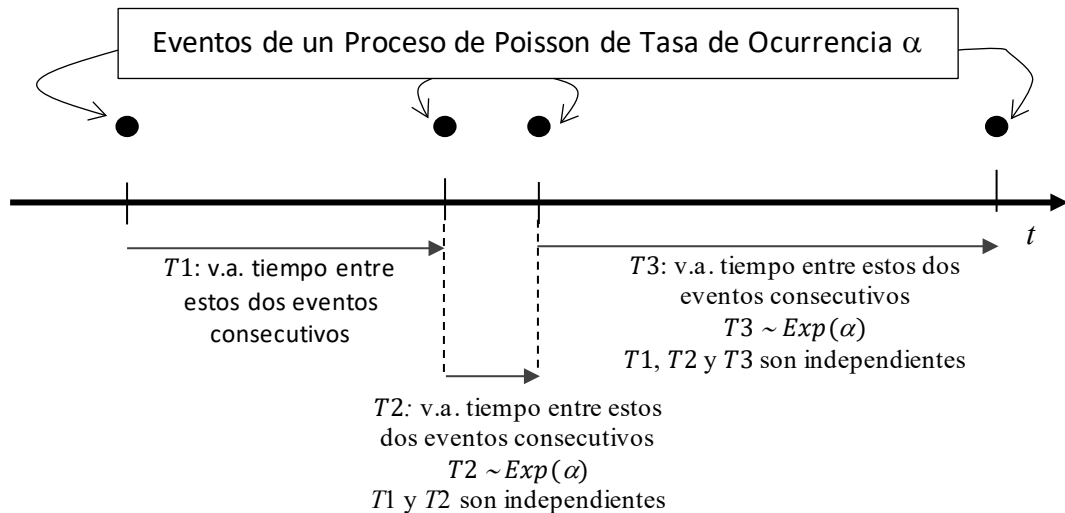 Eventos de un Proceso de Poisson de Tasa de Ocurrencia α
t
T1: v.a. tiempo entre
estos dos eventos
consecutivos
T3: v.a. tiempo entre estos dos
eventos consecutivos
T3 ~ Exp(α)
T1, T2 y T3 son independientes
T2: v.a. tiempo entre estos
dos eventos consecutivos
T2 ~ Exp(α)
T1 y T2 son independientes